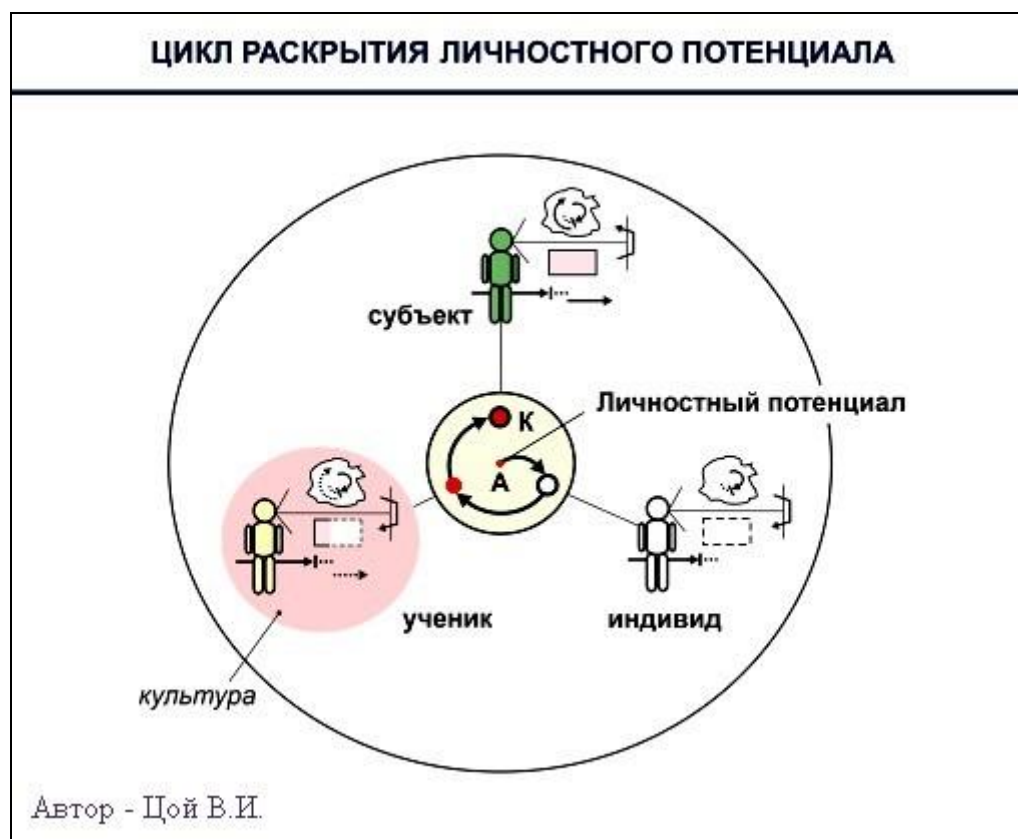 ЦИКЛ РАСКРЫТИЯ ЛИЧНОСТНОГО ПОТЕНЦИАЛА
субъект
К
Личностный потенциал
А
ученик
индивид
культура
Автор - Цой В.И.